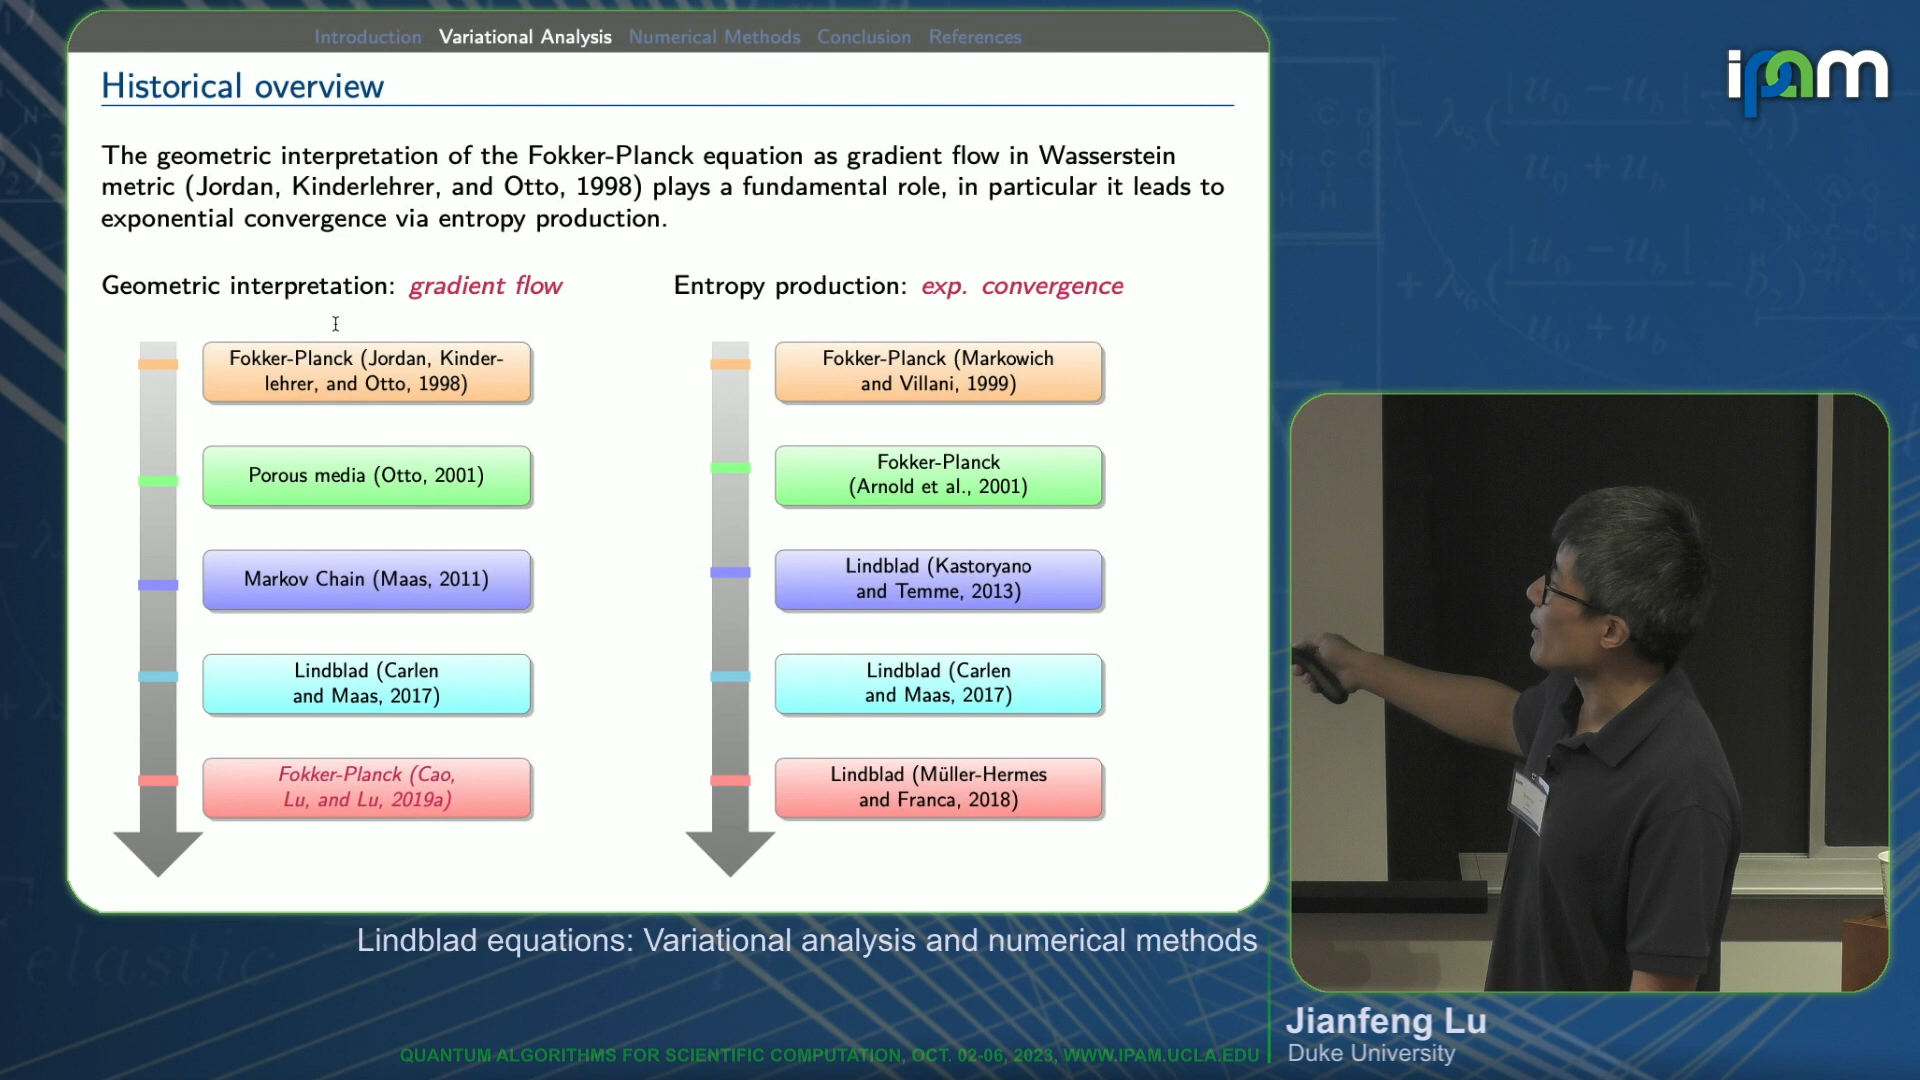 Introduction Variational Analysis Numerical Methods Conclusion References
Historical overview
The geometric interpretation of the Fokker-Planck equation as gradient flow in Wasserstein
metric (Jordan, Kinderlehrer, and Otto, 1998) plays a fundamental role, in particular it leads to
exponential convergence via entropy production.
Geometric interpretation: gradient flow
Fokker-Planck (Jordan, Kinder-
lehrer, and Otto, 1998)
Porous media (Otto, 2001)
Markov Chain (Maas, 2011)
Lindblad (Carlen
and Maas, 2017)
Fokker-Planck (Cao,
Lu, and Lu, 2019a)
Entropy production: exp. convergence
Fokker-Planck (Markowich
and Villani, 1999)
Fokker-Planck
(Arnold et al., 2001)
Lindblad (Kastoryano
and Temme, 2013)
Lindblad (Carlen
and Maas, 2017)
Lindblad (Müller-Hermes
and Franca, 2018)
ipam
Lindblad equations: Variational analysis and numerical methods
Jianfeng Lu
Duke University
QUANTUM ALGORITHMS FOR SCIENTIFIC COMPUTATION, OCT. 02-06, 2023, WWW.IPAM.UCLA.EDU
elastic